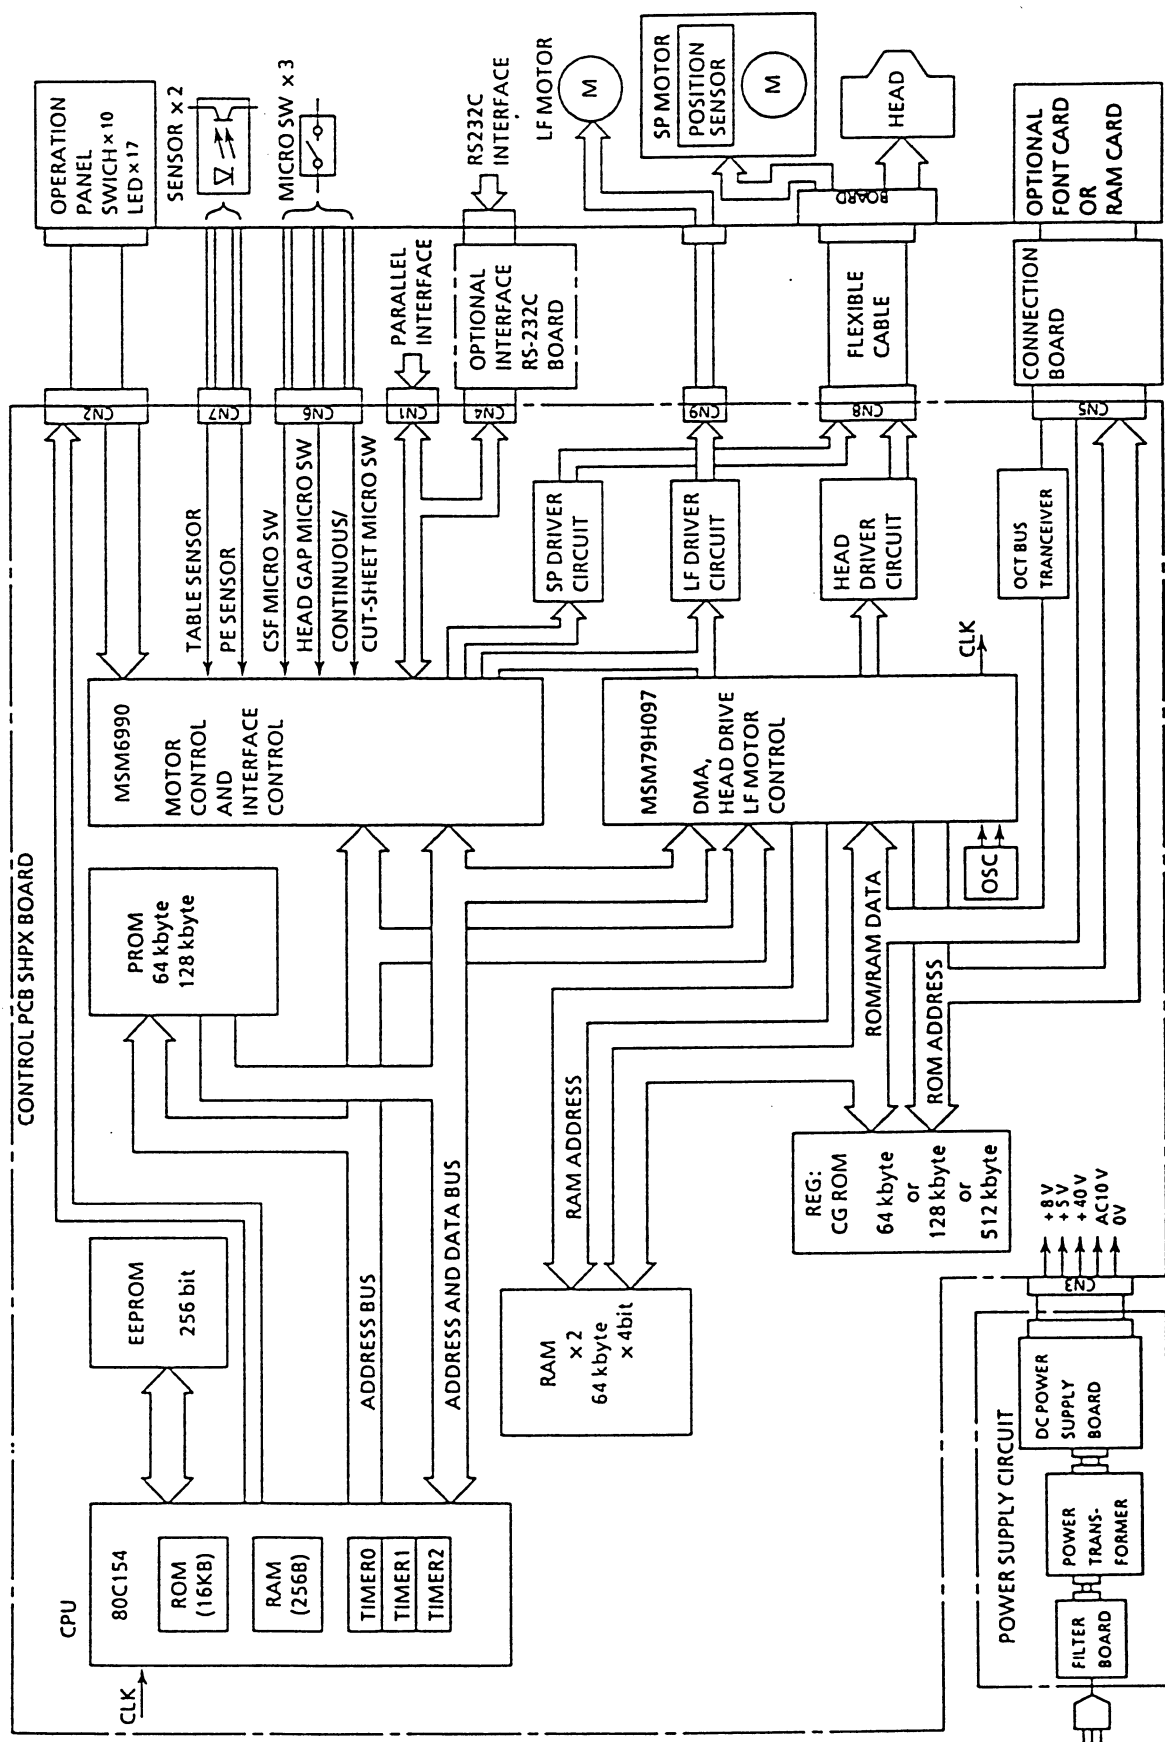 CONTROL PCB SHPX BOARD
CPU
CLK
80C154
ROM
(16KB)
RAM
(256B)
TIMER0
TIMER1
TIMER2
EEPROM
256 bit
ADDRESS BUS
ADDRESS AND DATA BUS
PROM
64 kbyte
128 kbyte
RAM
x 2
64 kbyte
x 4bit
RAM ADDRESS
REG:
CG ROM
64 kbyte
or
128 kbyte
or
512 kbyte
ROM/RAM DATA
ROM ADDRESS
MSM6990
MOTOR
CONTROL
AND
INTERFACE
CONTROL
MSM79H097
DMA,
HEAD DRIVE
LF MOTOR
CONTROL
OSC
CLK
TABLE SENSOR
PE SENSOR
CSF MICRO SW
HEAD GAP MICRO SW
CONTINUOUS/
CUT-SHEET MICRO SW
SP DRIVER
CIRCUIT
LF DRIVER
CIRCUIT
HEAD
DRIVER
CIRCUIT
OCT BUS
TRANCEIVER
CN2
CN7
CN6
CN1
CN4
CN9
CN8
CN5
PARALLEL
INTERFACE
OPTIONAL
INTERFACE
RS-232C
BOARD
FLEXIBLE
CABLE
CONNECTION
BOARD
OPERATION
PANEL
SWICH x 10
LED x 17
SENSOR x 2
MICRO SW x 3
RS232C
INTERFACE
LF MOTOR
M
SP MOTOR
POSITION
SENSOR
M
BOARD
HEAD
OPTIONAL
FONT CARD
OR
RAM CARD
POWER SUPPLY CIRCUIT
FILTER
BOARD
POWER
TRANS-
FORMER
DC POWER
SUPPLY
BOARD
CN3
+8 V
+5 V
+40 V
AC10 V
0V